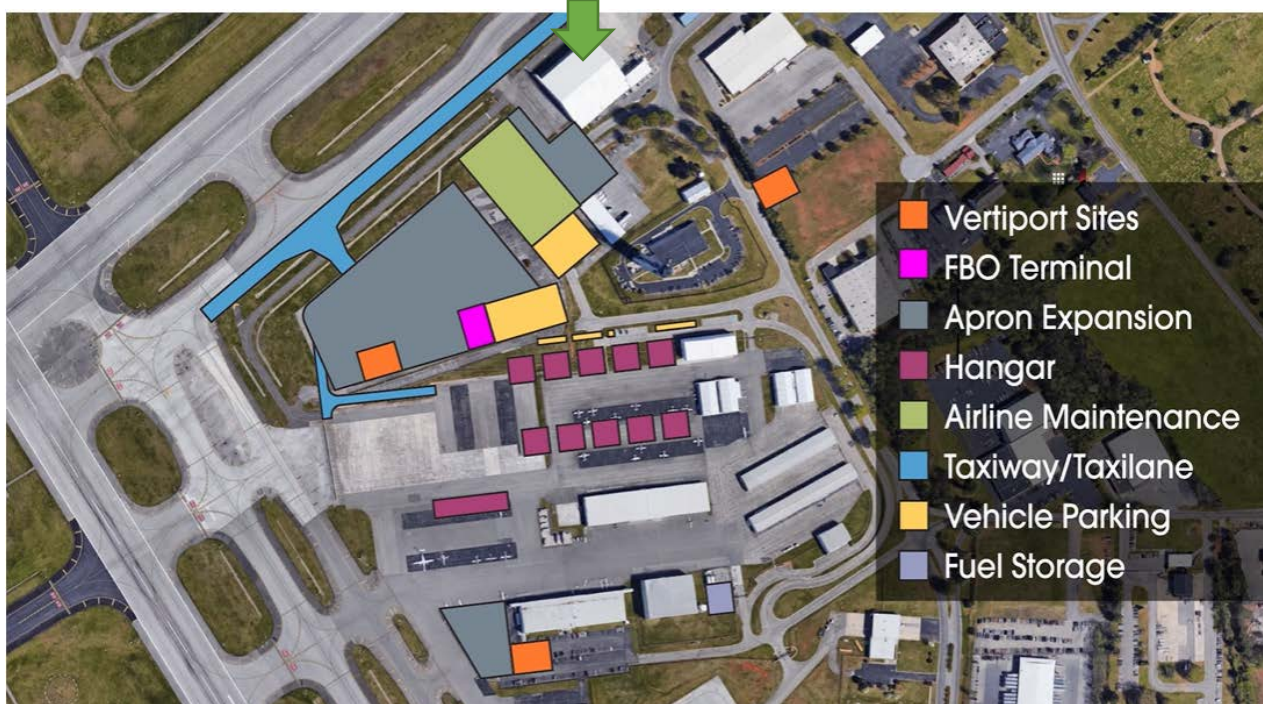 Vertiport Sites
FBO Terminal
Apron Expansion
Hangar
Airline Maintenance
Taxiway/Taxilane
Vehicle Parking
Fuel Storage